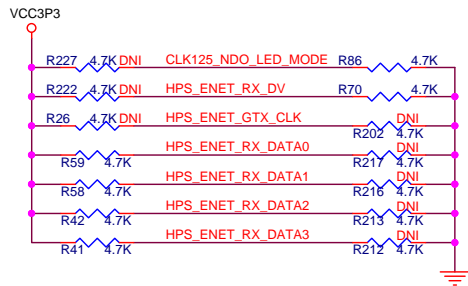 VCC3P3
R227 4.7K DNI CLK125_NDO_LED_MODE R86 4.7K
R222 4.7K DNI HPS_ENET_RX_DV R70 4.7K
R26 4.7K DNI HPS_ENET_GTX_CLK R202 DNI 4.7K
R59 4.7K HPS_ENET_RX_DATA0 R217 DNI 4.7K
R58 4.7K HPS_ENET_RX_DATA1 R216 DNI 4.7K
R42 4.7K HPS_ENET_RX_DATA2 R213 DNI 4.7K
R41 4.7K HPS_ENET_RX_DATA3 R212 DNI 4.7K